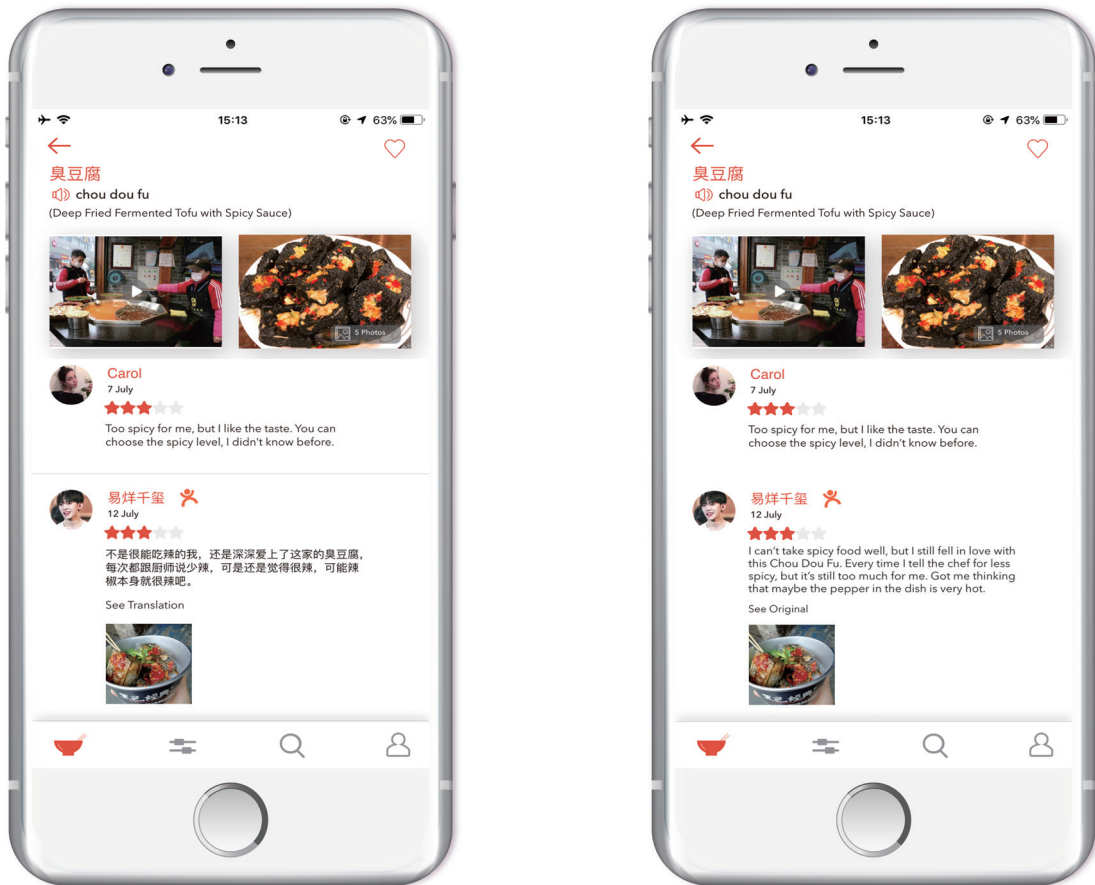 15:13
63%
臭豆腐
chou dou fu
(Deep Fried Fermented Tofu with Spicy Sauce)
5 Photos
Carol
7 July
Too spicy for me, but I like the taste. You can
choose the spicy level, I didn't know before.
易烊千玺
12 July
不是很能吃辣的我，还是深深爱上了这家的臭豆腐，
每次都跟厨师说少辣，可是还是觉得很辣，可能辣
椒本身就很辣吧。
See Translation
15:13
63%
臭豆腐
chou dou fu
(Deep Fried Fermented Tofu with Spicy Sauce)
5 Photos
Carol
7 July
Too spicy for me, but I like the taste. You can
choose the spicy level, I didn't know before.
易烊千玺
12 July
I can't take spicy food well, but I still fell in love with
this Chou Dou Fu. Every time I tell the chef for less
spicy, but it's still too much for me. Got me thinking
that maybe the pepper in the dish is very hot.
See Original